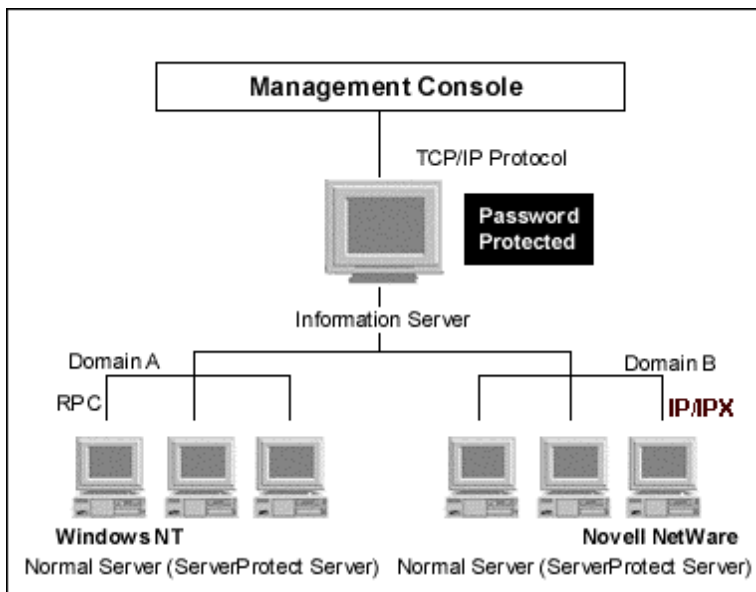 Management Console
TCP/IP Protocol
Password
Protected
Information Server
Domain A
Domain B
RPC
IP/IPX
Windows NT
Novell NetWare
Normal Server (ServerProtect Server)
Normal Server (ServerProtect Server)